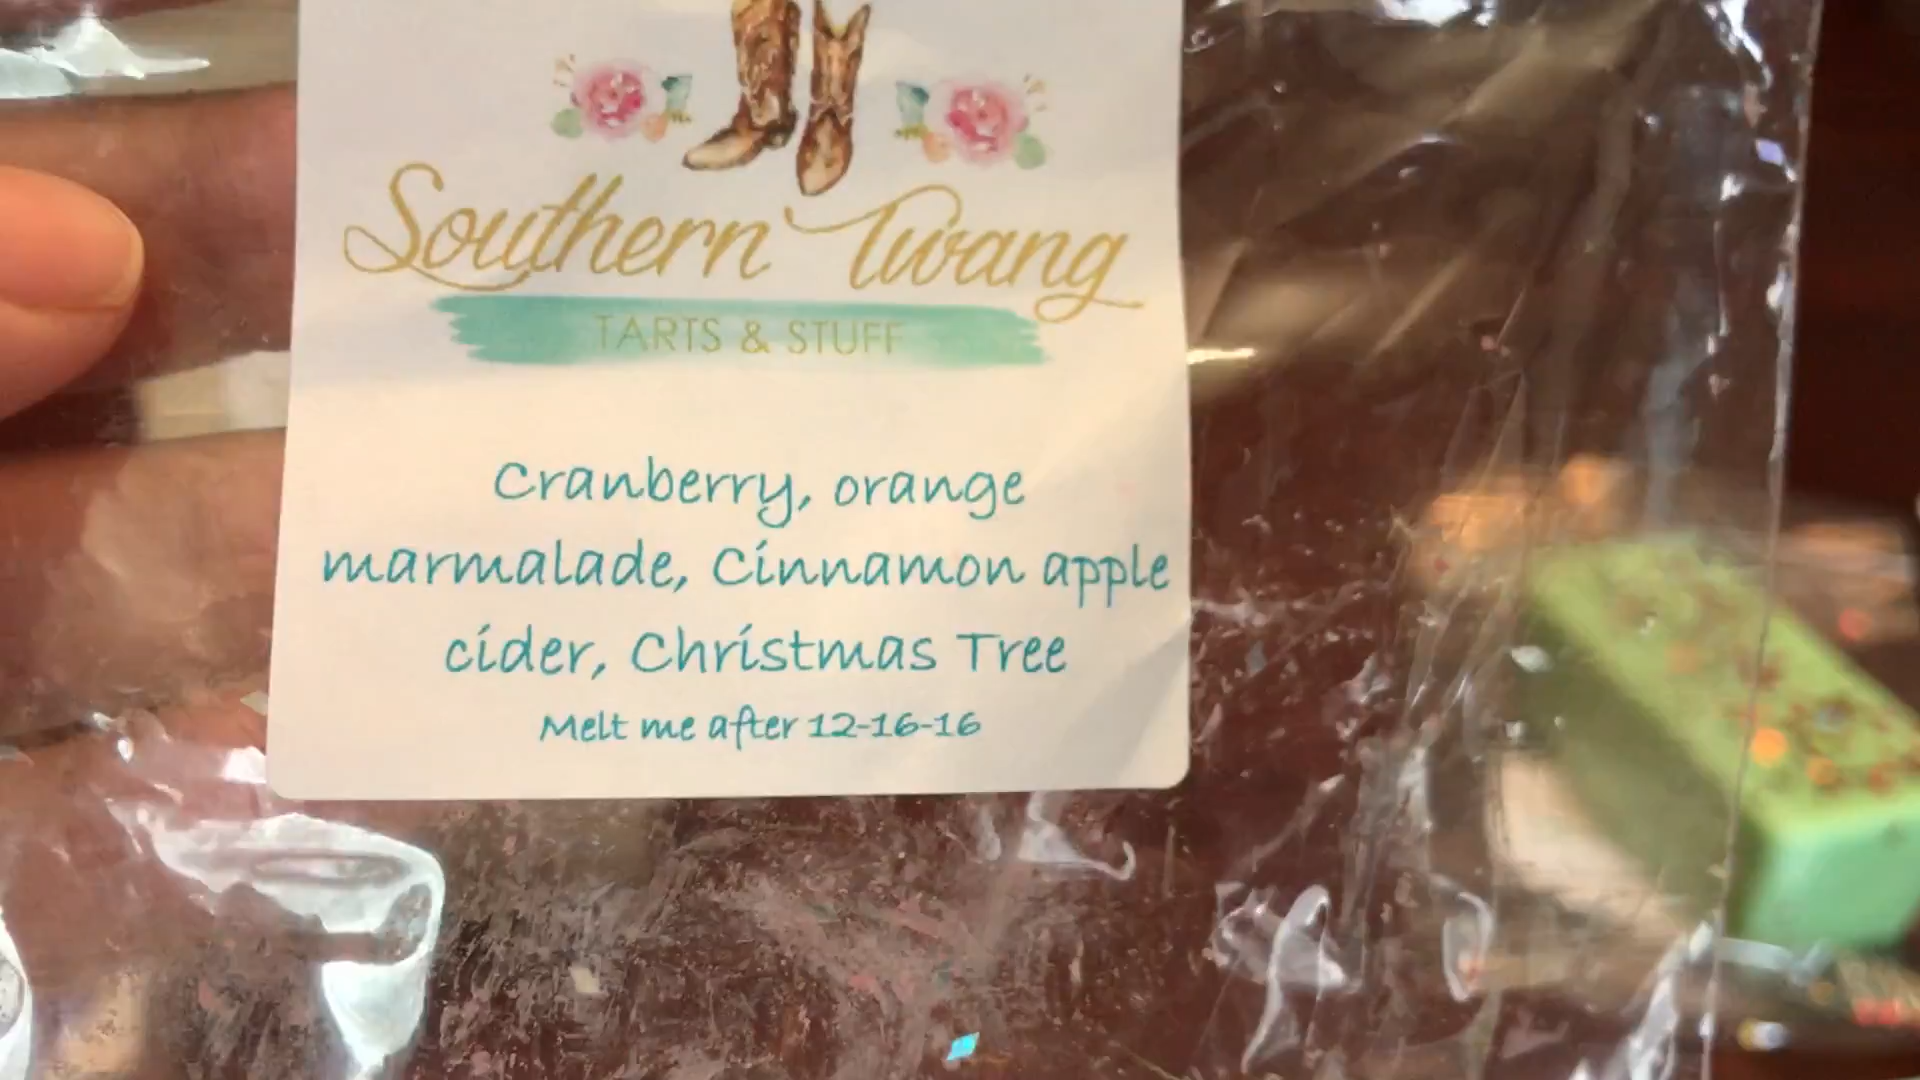 Southern Twang
TARTS & STUFF
Cranberry, orange
marmalade, Cinnamon apple
cider, Christmas Tree
Melt me after 12-16-16